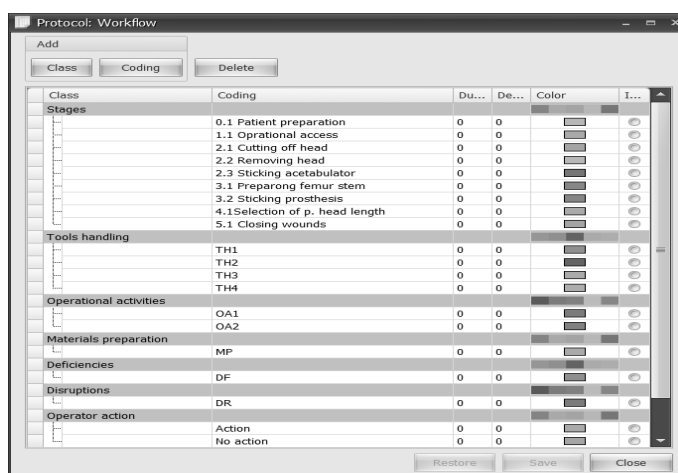 Protocol: Workflow
Add
Class Coding Delete
Class Coding Du... De... Color I...
Stages
0.1 Patient preparation 0 0
1.1 Oprational access 0 0
2.1 Cutting off head 0 0
2.2 Removing head 0 0
2.3 Sticking acetabulator 0 0
3.1 Preparong femur stem 0 0
3.2 Sticking prosthesis 0 0
4.1Selection of p. head length 0 0
5.1 Closing wounds 0 0
Tools handling
TH1 0 0
TH2 0 0
TH3 0 0
TH4 0 0
Operational activities
OA1 0 0
OA2 0 0
Materials preparation
MP 0 0
Deficiencies
DF 0 0
Disruptions
DR 0 0
Operator action
Action 0 0
No action 0 0
Restore Save Close